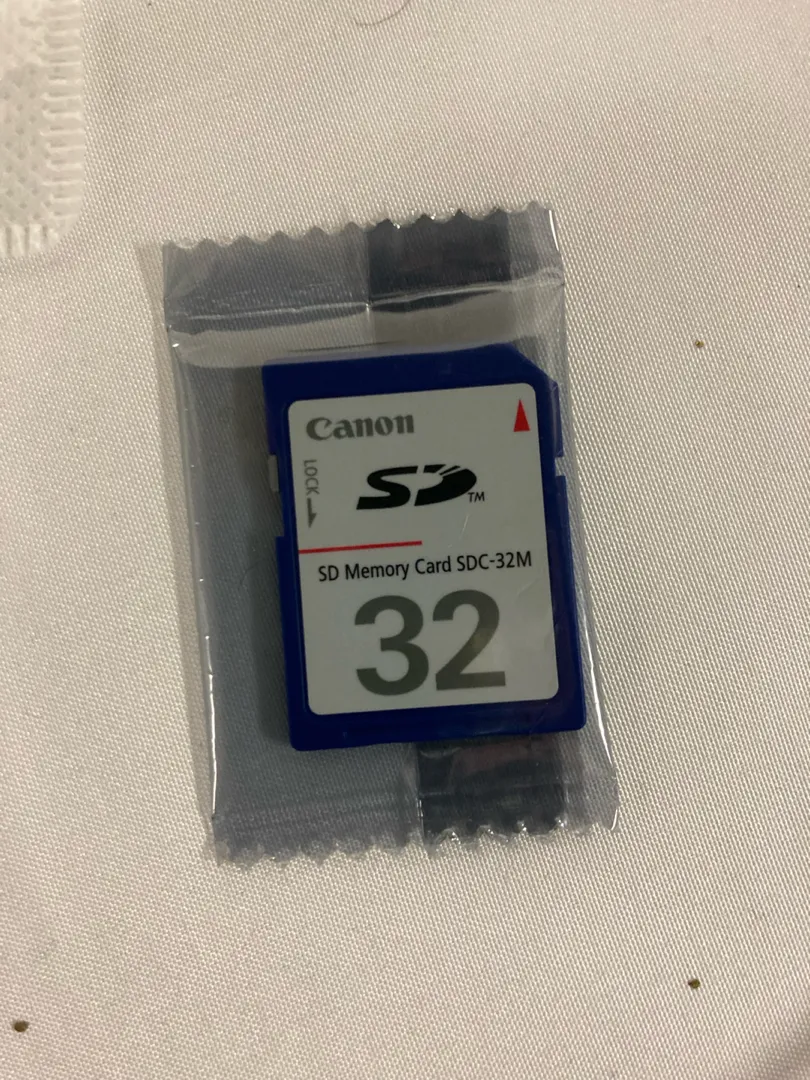 Canon
LOCK
SD™
SD Memory Card SDC-32M
32